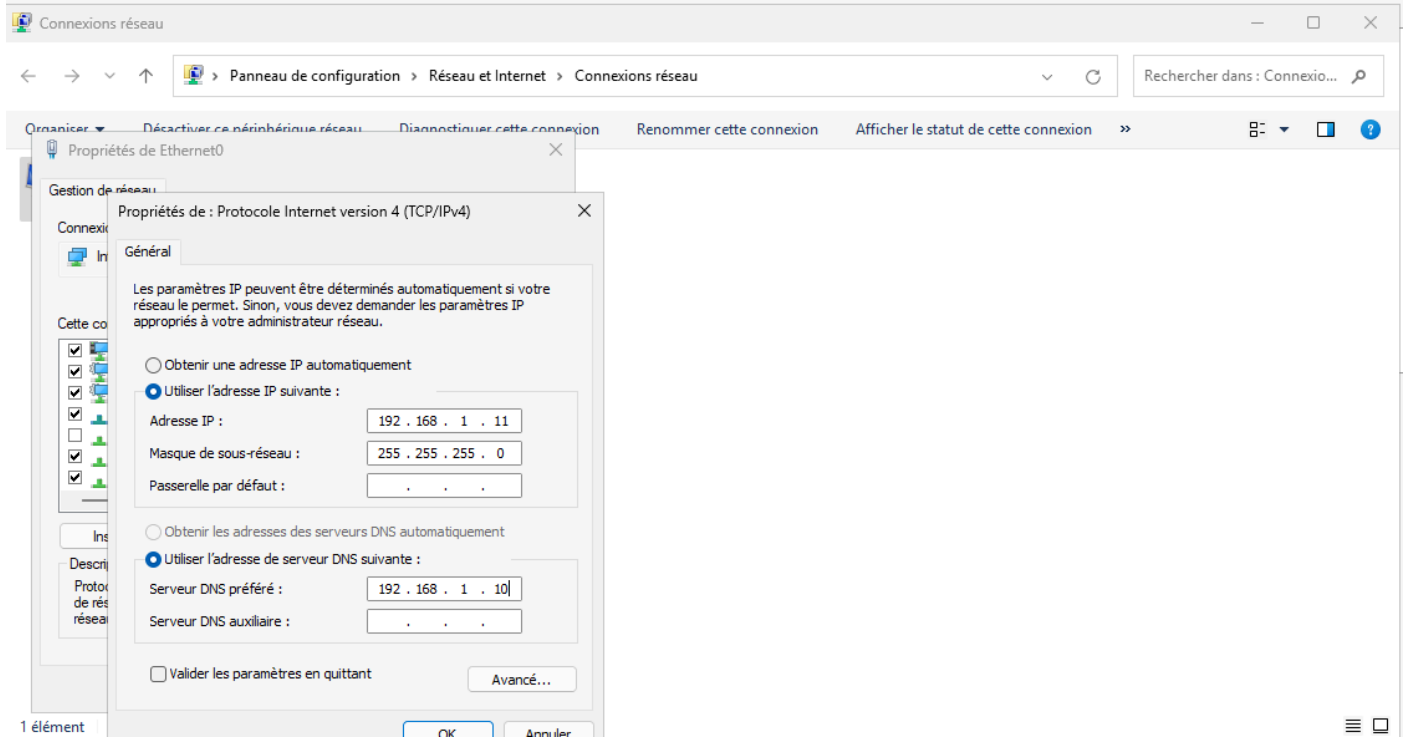 Connexions réseau
Panneau de configuration > Réseau et Internet > Connexions réseau
Rechercher dans : Connexio...
Organiser Désactiver ce périphérique réseau Diagnostiquer cette connexion Renommer cette connexion Afficher le statut de cette connexion »
Propriétés de Ethernet0
Gestion de réseau
Propriétés de : Protocole Internet version 4 (TCP/IPv4)
Général
Les paramètres IP peuvent être déterminés automatiquement si votre
réseau le permet. Sinon, vous devez demander les paramètres IP
appropriés à votre administrateur réseau.
Cette
Obtenir une adresse IP automatiquement
Utiliser l'adresse IP suivante :
Adresse IP : 192 . 168 . 1 . 11
Masque de sous-réseau : 255 . 255 . 255 . 0
Passerelle par défaut : . . .
Obtenir les adresses des serveurs DNS automatiquement
Utiliser l'adresse de serveur DNS suivante :
Serveur DNS préféré : 192 . 168 . 1 . 10
Serveur DNS auxiliaire : . . .
Valider les paramètres en quittant
Avancé...
OK Annuler
1 élément